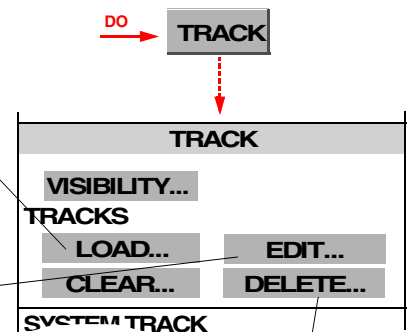 DO
TRACK
TRACK
VISIBILITY...
TRACKS
LOAD... EDIT...
CLEAR... DELETE...
SYSTEM TRACK